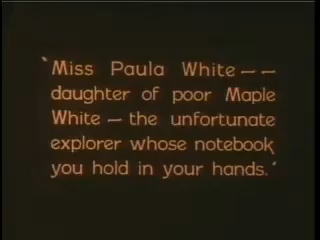 'Miss Paula White — —
daughter of poor Maple
White — the unfortunate
explorer whose notebook
you hold in your hands.'